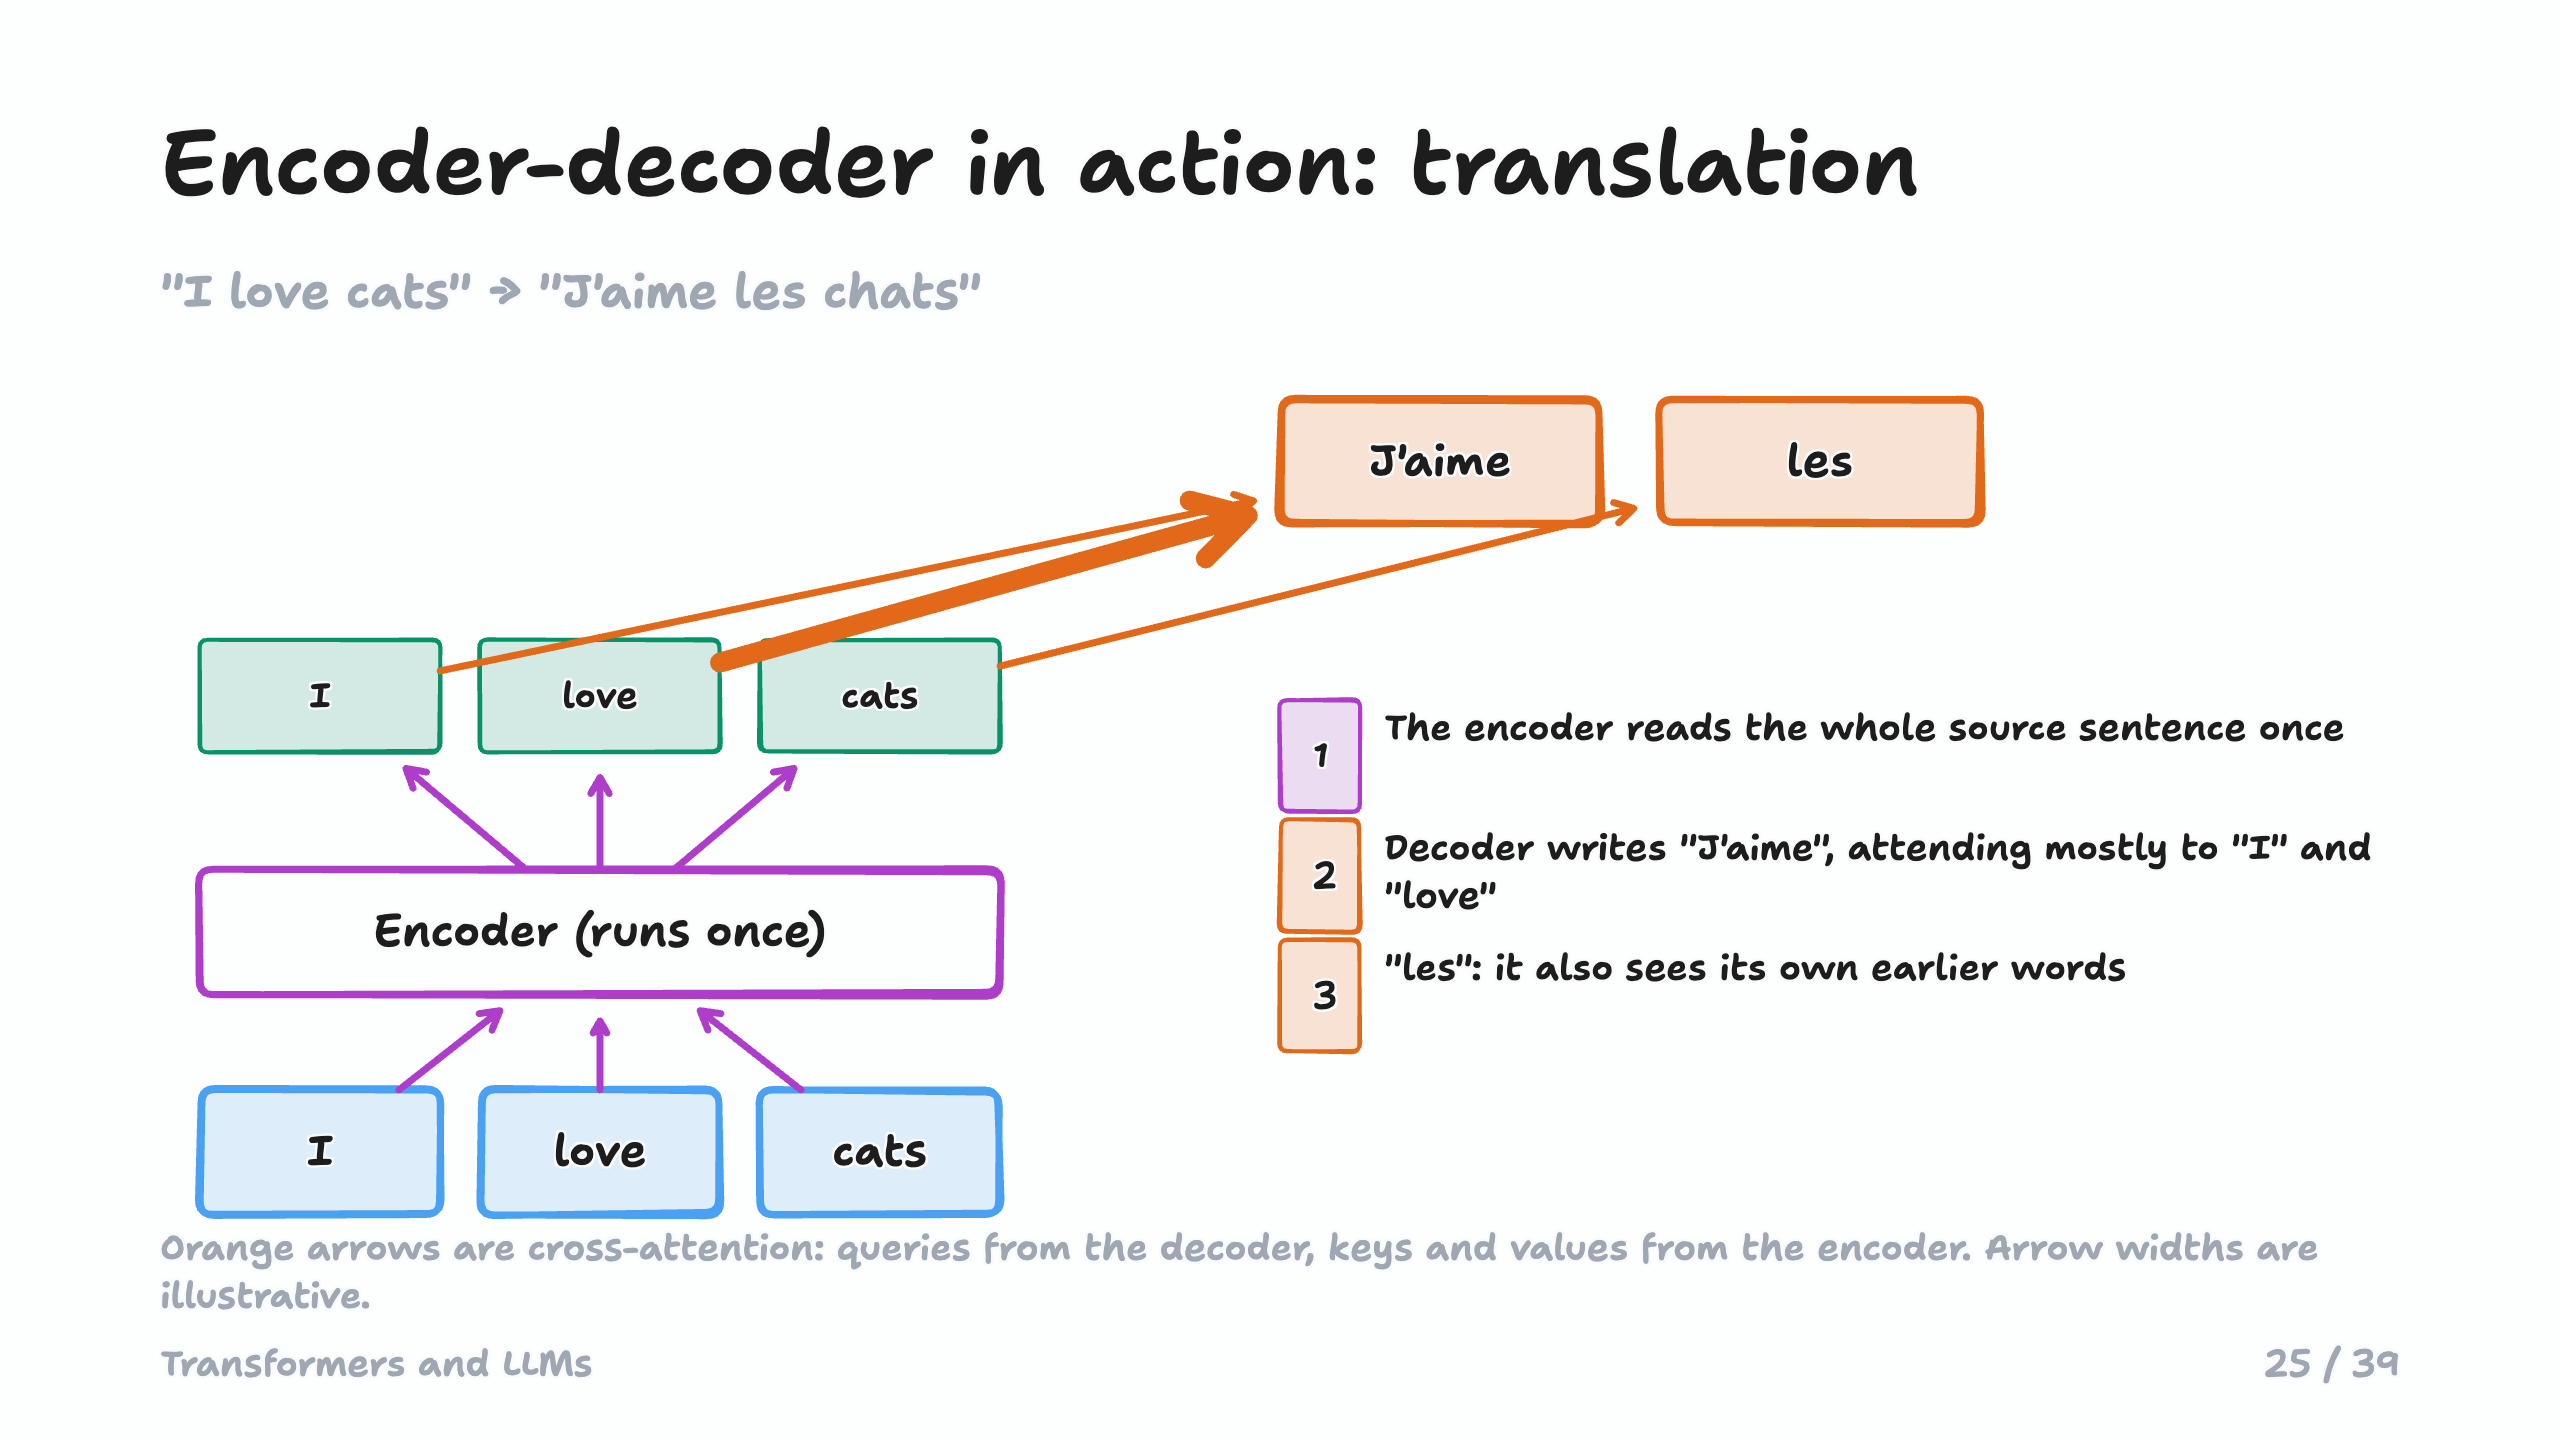 Encoder-decoder in action: translation
"I love cats" → "J'aime les chats"
J'aime
les
I
love
cats
Encoder (runs once)
I
love
cats
1
The encoder reads the whole source sentence once
2
Decoder writes "J'aime", attending mostly to "I" and
"love"
3
"les": it also sees its own earlier words
Orange arrows are cross-attention: queries from the decoder, keys and values from the encoder. Arrow widths are
illustrative.
Transformers and LLMs
25 / 39